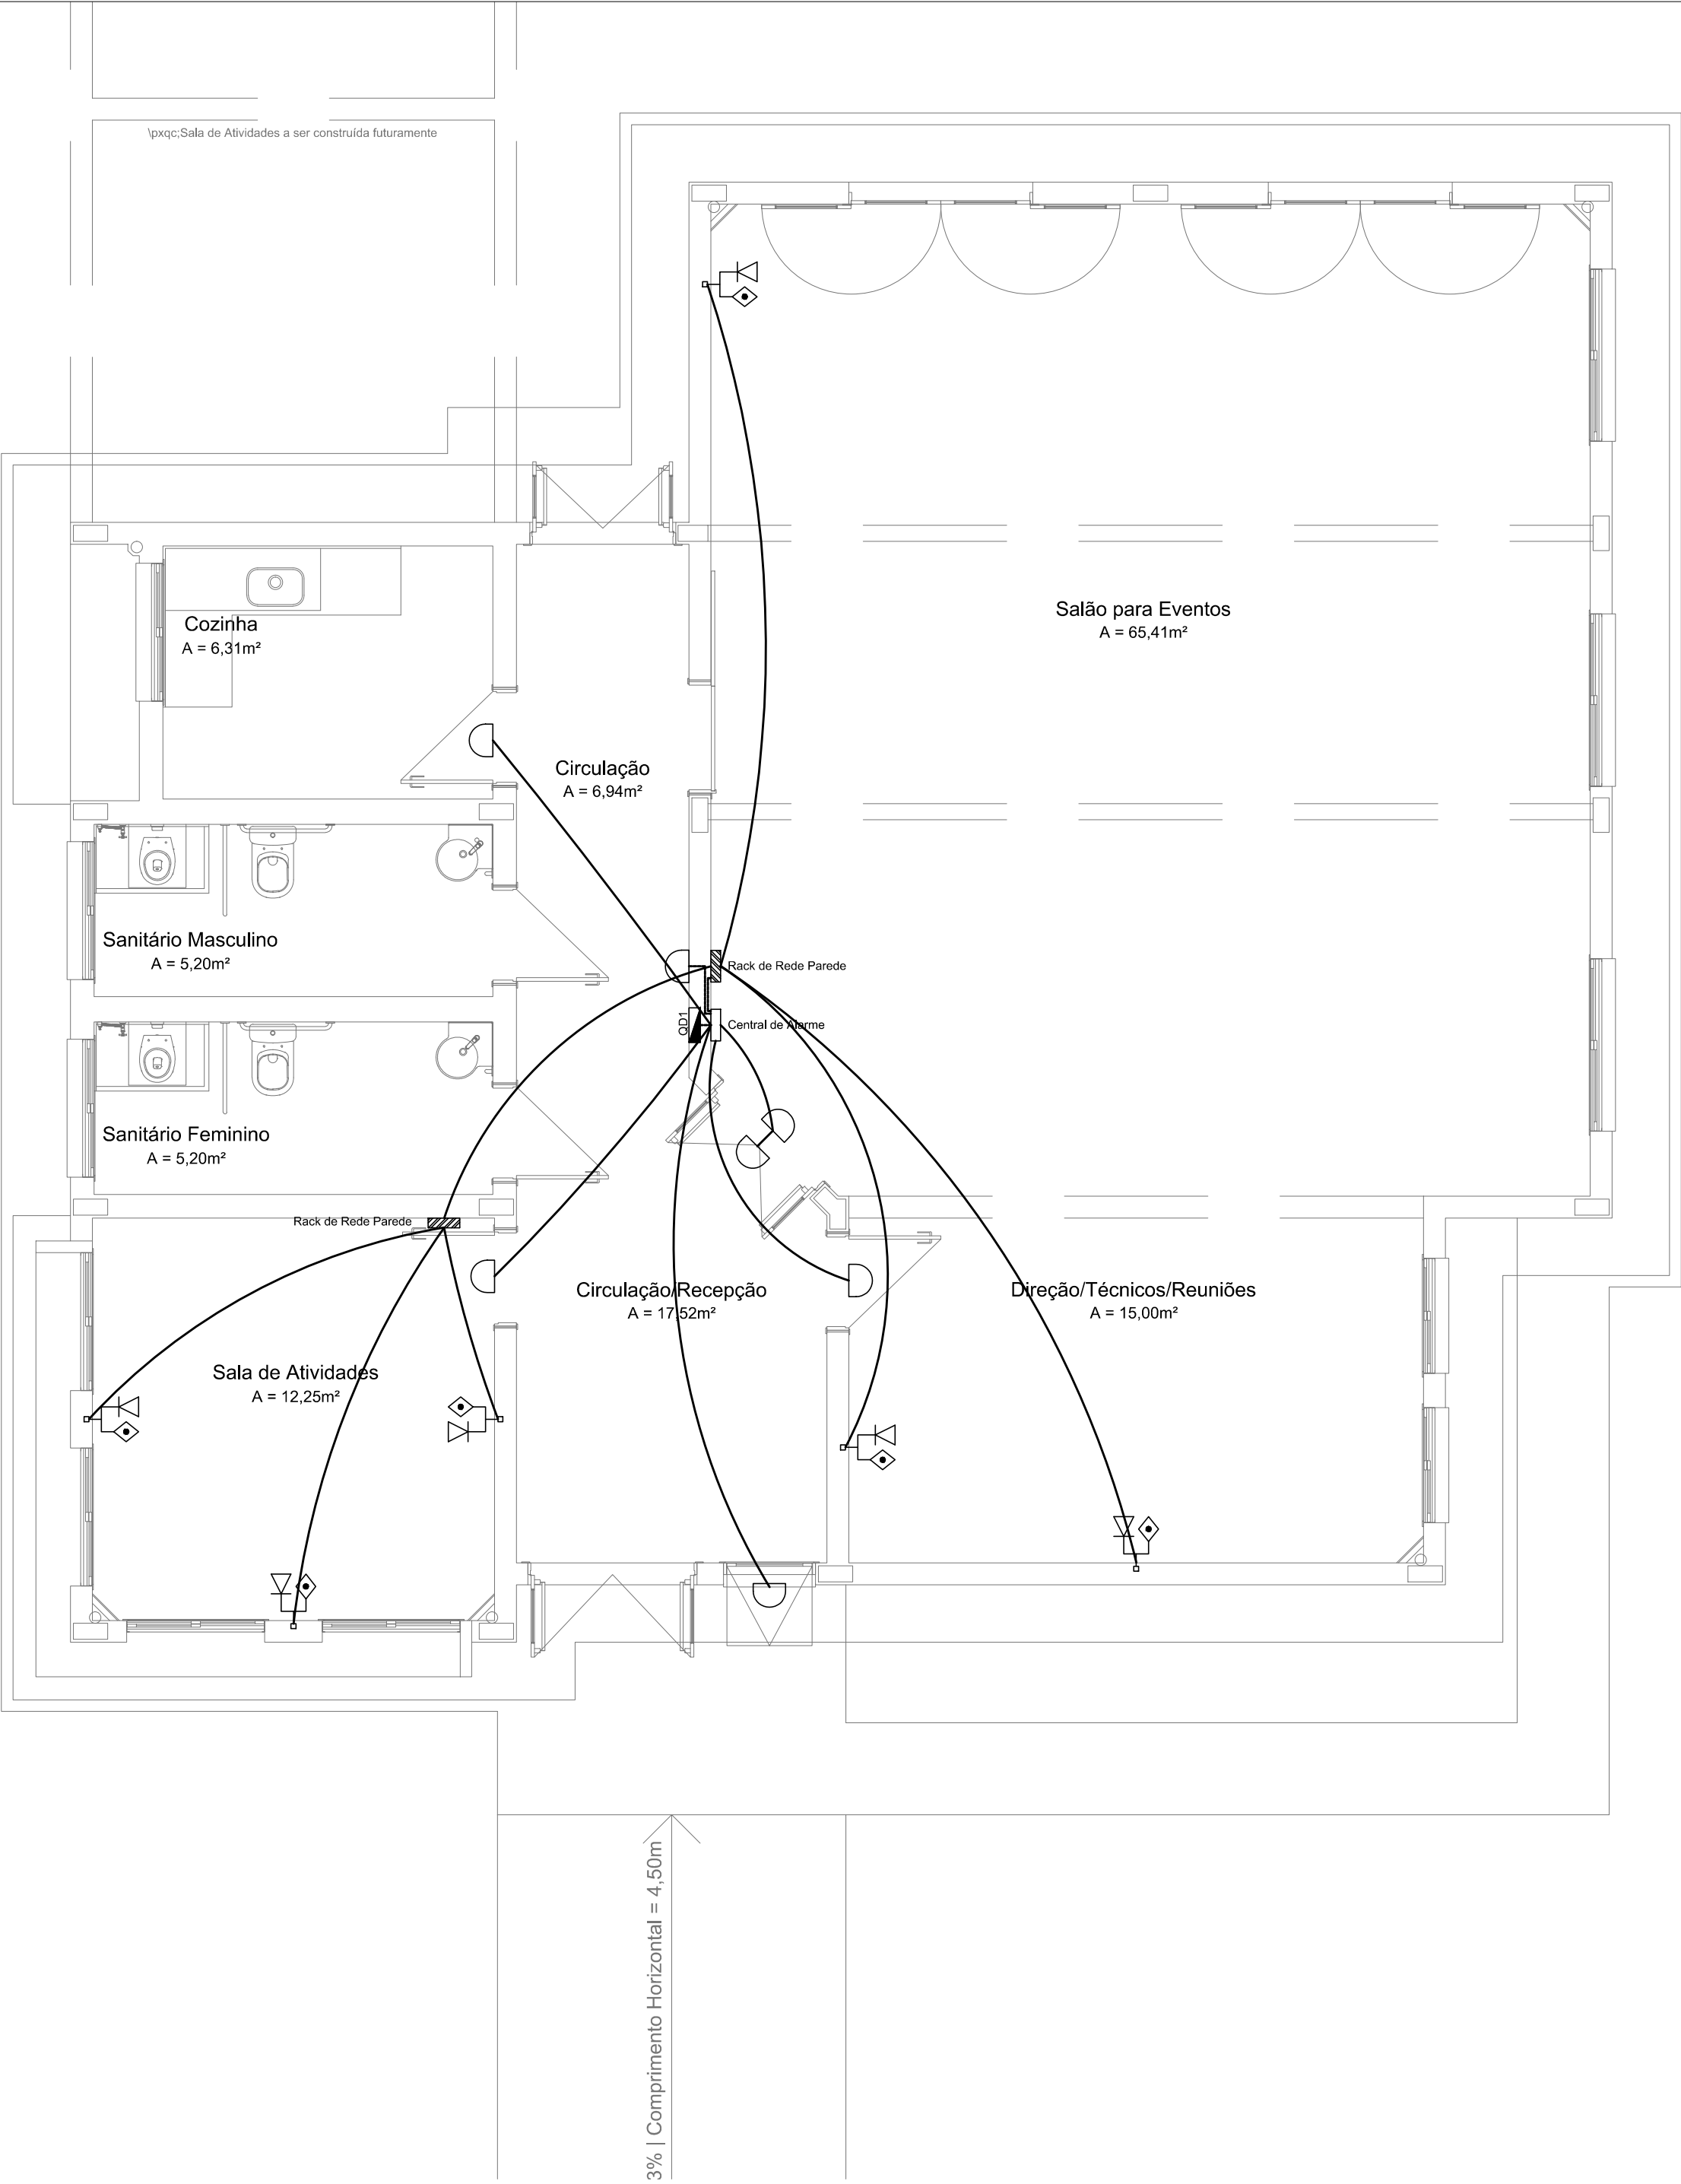 \pxqc;Sala de Atividades a ser construída futuramente
Salão para Eventos
A = 65,41m²
Cozinha
A = 6,31m²
Circulação
A = 6,94m²
Sanitário Masculino
A = 5,20m²
Rack de Rede Parede
QD1
Central de Alarme
Sanitário Feminino
A = 5,20m²
Rack de Rede Parede
Circulação/Recepção
A = 17,52m²
Direção/Técnicos/Reuniões
A = 15,00m²
Sala de Atividades
A = 12,25m²
3% | Comprimento Horizontal = 4,50m